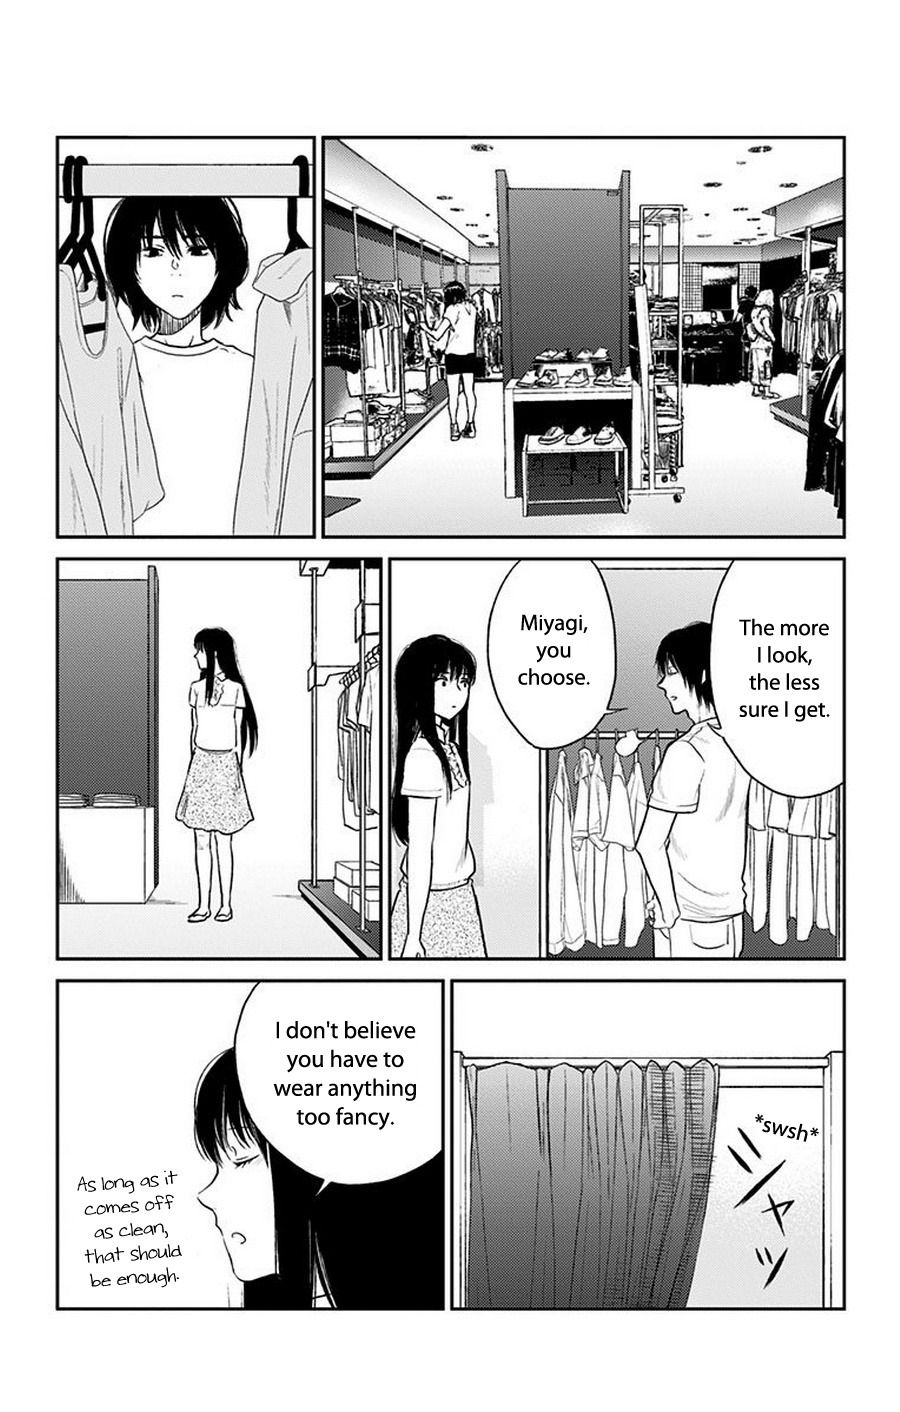 The more
I look,
the less
sure I get.
Miyagi,
you
choose.
*swsh*
シャッ
I don't believe
you have to
wear anything
too fancy.
As long as it
comes off
as clean,
that should
be enough.